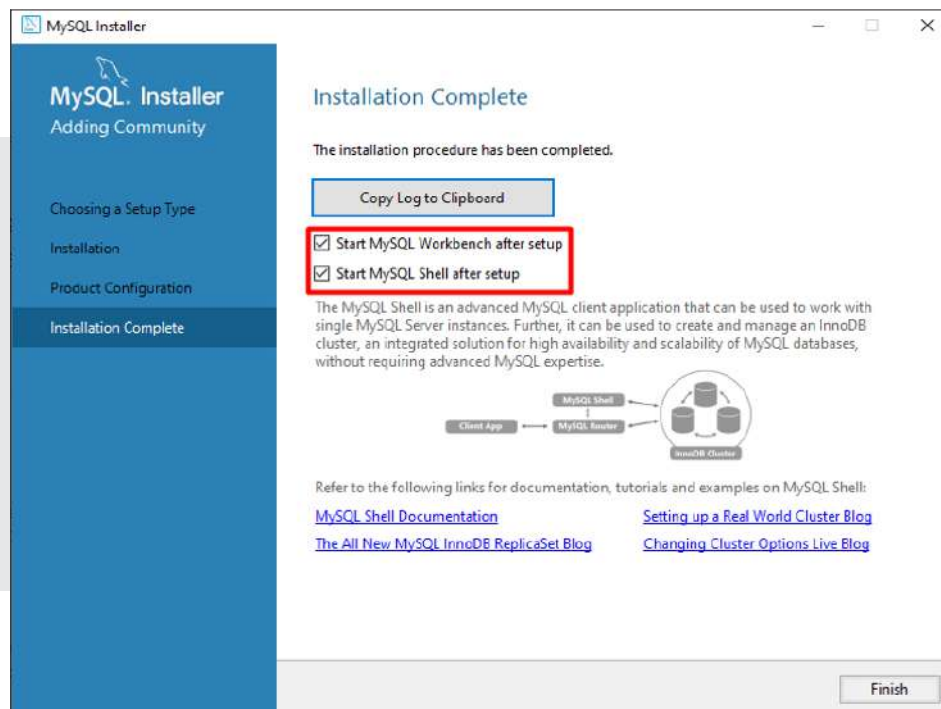 MySQL Installer
MySQL. Installer
Adding Community
Choosing a Setup Type
Installation
Product Configuration
Installation Complete
Installation Complete
The installation procedure has been completed.
Copy Log to Clipboard
Start MySQL Workbench after setup
Start MySQL Shell after setup
The MySQL Shell is an advanced MySQL client application that can be used to work with
single MySQL Server instances. Further, it can be used to create and manage an InnoDB
cluster, an integrated solution for high availability and scalability of MySQL databases,
without requiring advanced MySQL expertise.
MySQL Shell
Client App
MySQL Router
InnoDB Cluster
Refer to the following links for documentation, tutorials and examples on MySQL Shell:
MySQL Shell Documentation
Setting up a Real World Cluster Blog
The All New MySQL InnoDB ReplicaSet Blog
Changing Cluster Options Live Blog
Finish